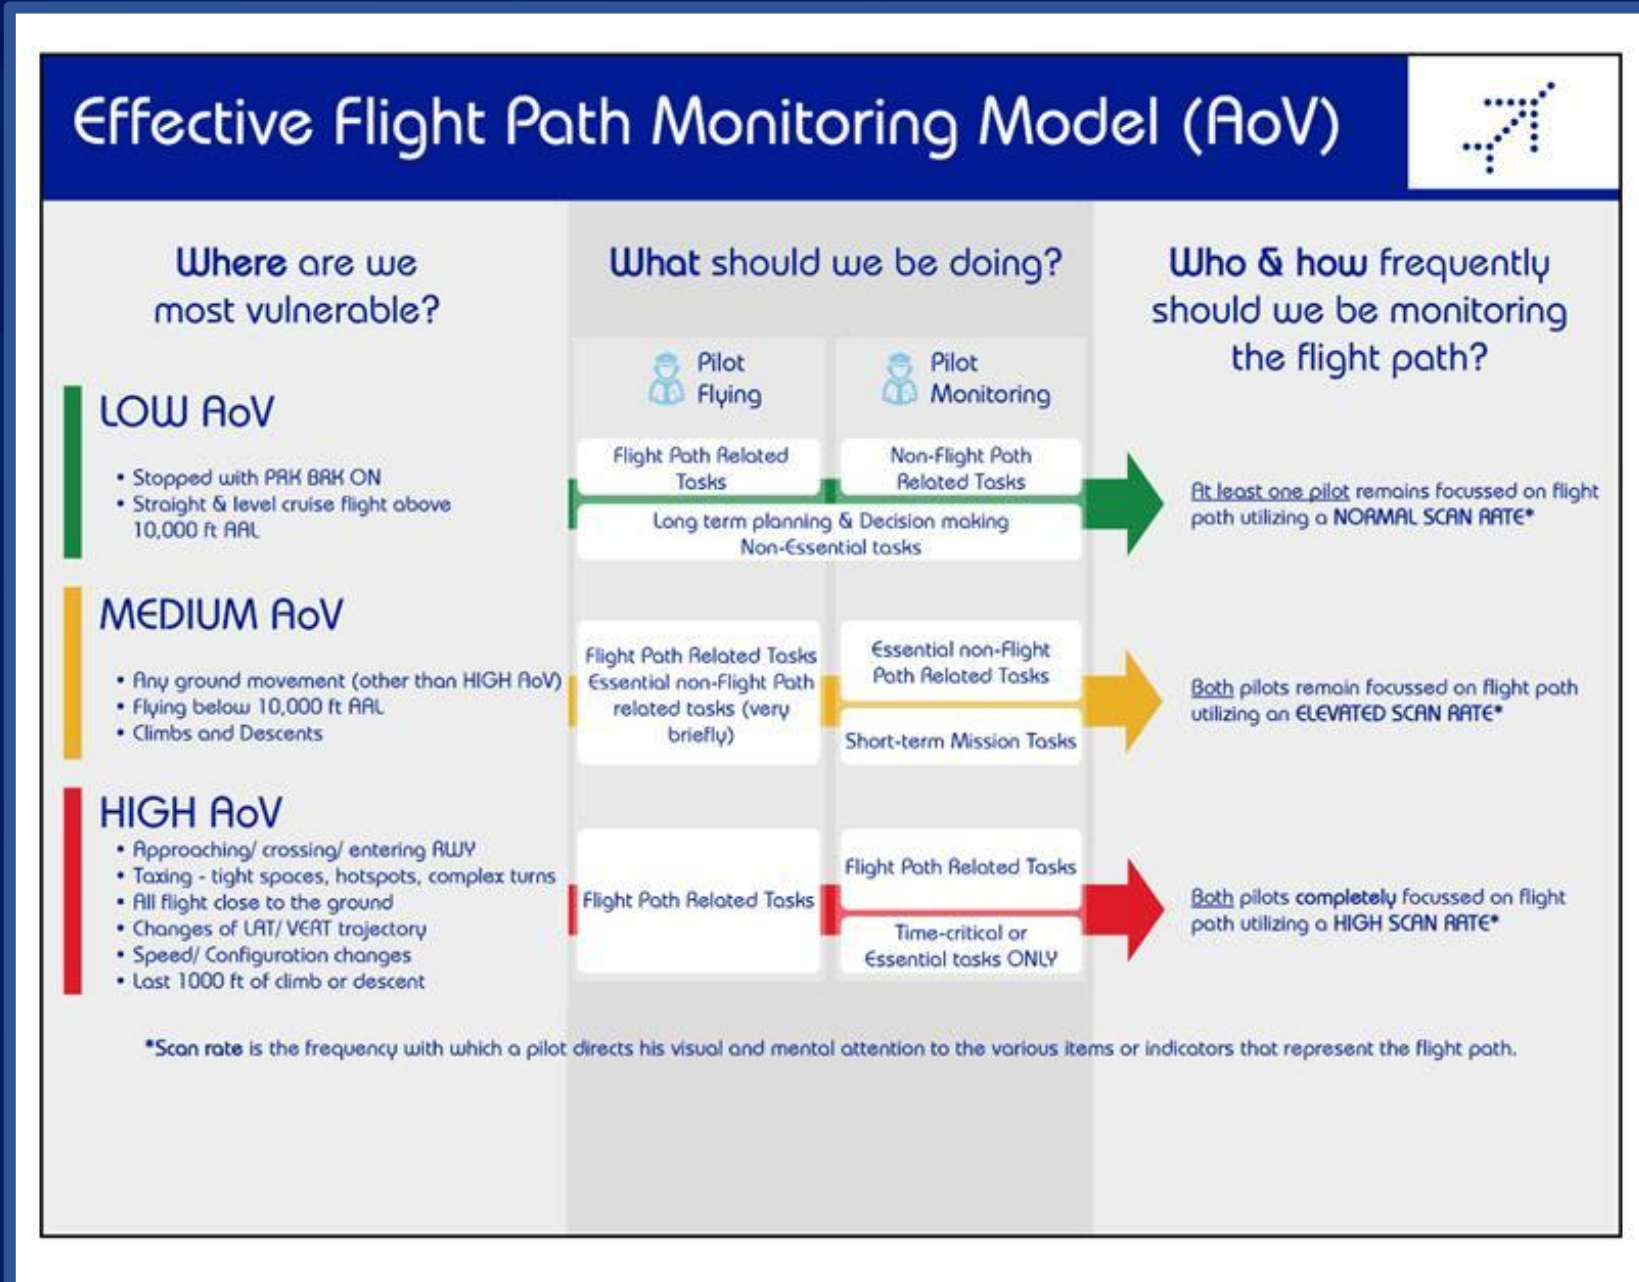 Effective Flight Path Monitoring Model (AoV)
Where are we
most vulnerable?
What should we be doing?
Who & how frequently
should we be monitoring
the flight path?
Pilot
Flying
Pilot
Monitoring
LOW AoV
• Stopped with PRK BRK ON
• Straight & level cruise flight above
10,000 ft AAL
Flight Path Related
Tasks
Non-Flight Path
Related Tasks
Long term planning & Decision making
Non-Essential tasks
At least one pilot remains focussed on flight
path utilizing a NORMAL SCAN RATE*
MEDIUM AoV
• Any ground movement (other than HIGH AoV)
• Flying below 10,000 ft AAL
• Climbs and Descents
Flight Path Related Tasks
Essential non-Flight Path
related tasks (very
briefly)
Essential non-Flight
Path Related Tasks
Short-term Mission Tasks
Both pilots remain focussed on flight path
utilizing an ELEVATED SCAN RATE*
HIGH AoV
• Approaching/ crossing/ entering RWY
• Taxing - tight spaces, hotspots, complex turns
• All flight close to the ground
• Changes of LAT/ VERT trajectory
• Speed/ Configuration changes
• Last 1000 ft of climb or descent
Flight Path Related Tasks
Flight Path Related Tasks
Time-critical or
Essential tasks ONLY
Both pilots completely focussed on flight
path utilizing a HIGH SCAN RATE*
*Scan rate is the frequency with which a pilot directs his visual and mental attention to the various items or indicators that represent the flight path.